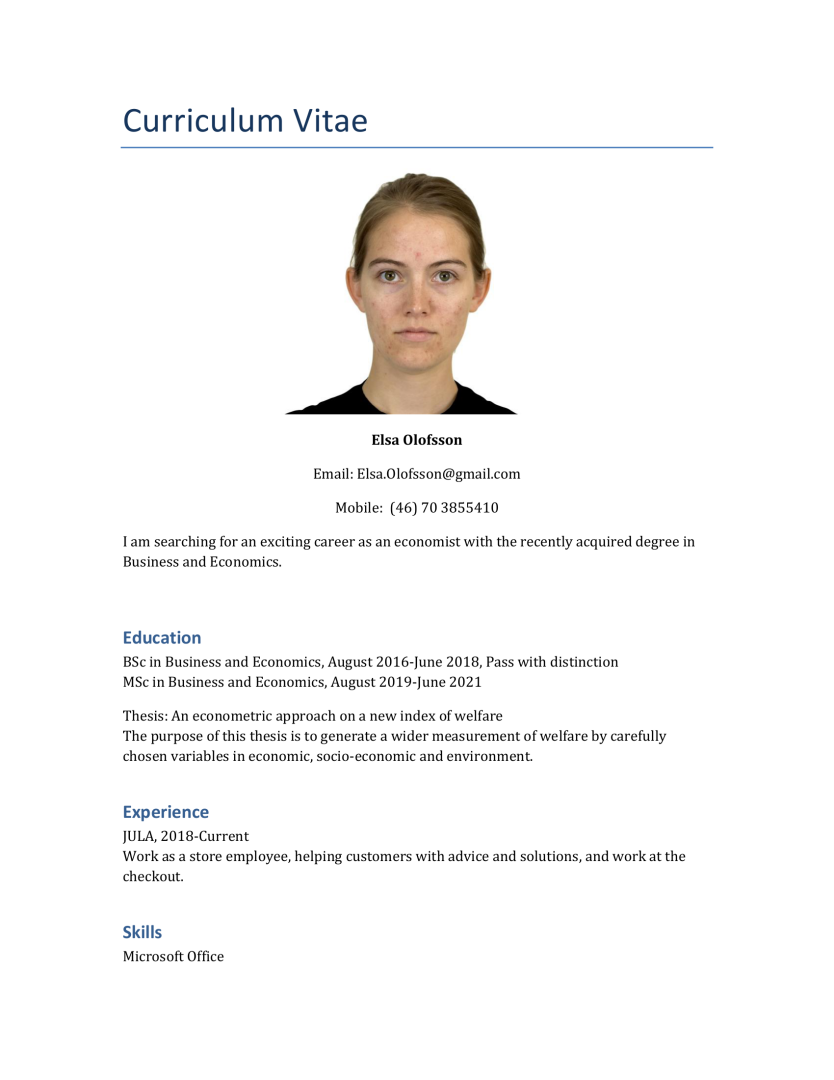 Curriculum Vitae
Elsa Olofsson
Email: Elsa.Olofsson@gmail.com
Mobile:  (46) 70 3855410
I am searching for an exciting career as an economist with the recently acquired degree in
Business and Economics.
Education
BSc in Business and Economics, August 2016-June 2018, Pass with distinction
MSc in Business and Economics, August 2019-June 2021
Thesis: An econometric approach on a new index of welfare
The purpose of this thesis is to generate a wider measurement of welfare by carefully
chosen variables in economic, socio-economic and environment.
Experience
JULA, 2018-Current
Work as a store employee, helping customers with advice and solutions, and work at the
checkout.
Skills
Microsoft Office